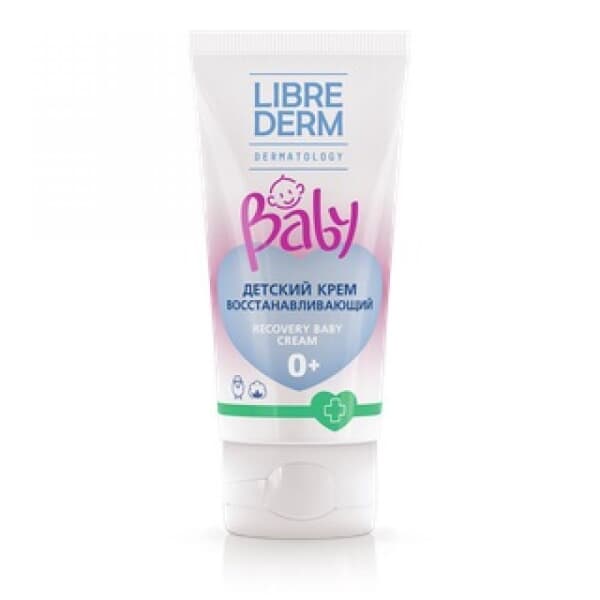 LIBRE
DERM
DERMATOLOGY
Baby
ДЕТСКИЙ КРЕМ
ВОССТАНАВЛИВАЮЩИЙ
RECOVERY BABY
CREAM
0+